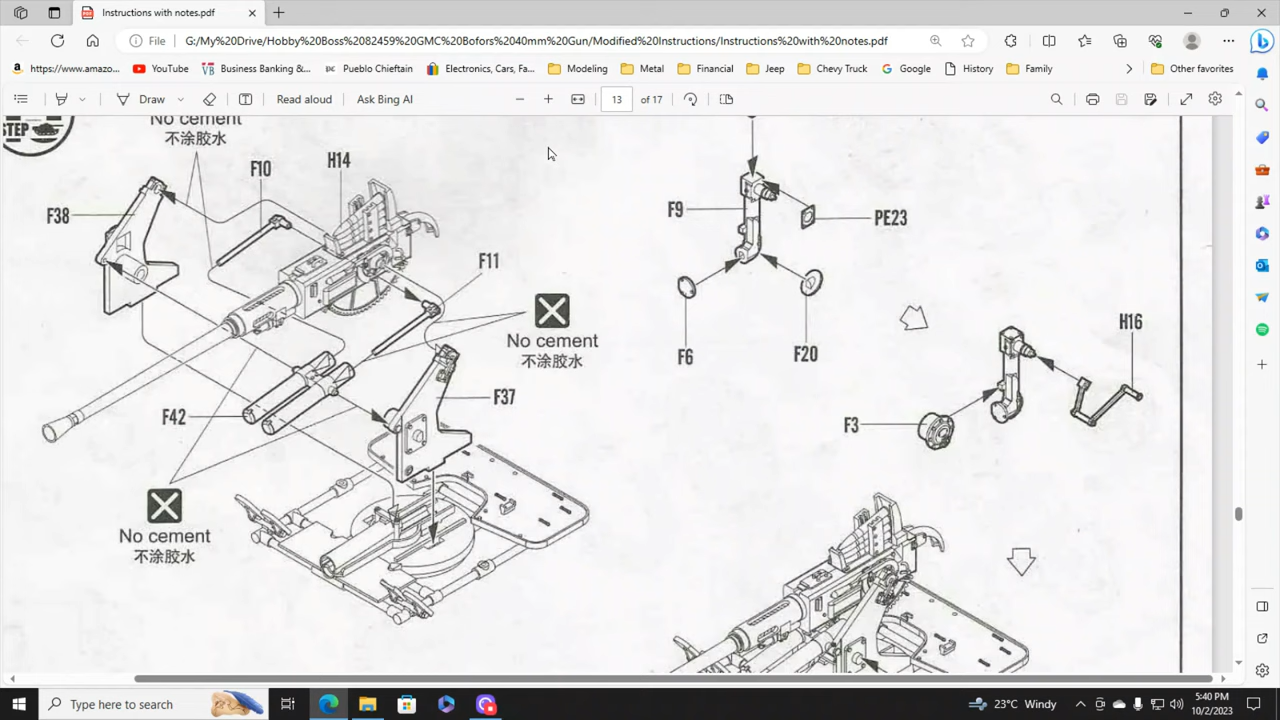 Instructions with notes.pdf
File
G:/My%20Drive/Hobby%20Boss%2082459%20GMC%20Bofors%2040mm%20Gun/Modified%20Instructions/Instructions%20with%20notes.pdf
https://www.amazo...
YouTube
VB Business Banking &...
pc Pueblo Chieftain
Electronics, Cars, Fa...
Modeling
Metal
Financial
Jeep
Chevy Truck
Google
History
Family
Other favorites
Draw
Read aloud
Ask Bing AI
13
of 17
STEP
No cement
不涂胶水
F10
H14
F38
F11
F9
PE23
No cement
不涂胶水
F6
F20
H16
F42
F37
F3
No cement
不涂胶水
Type here to search
23°C Windy
5:40 PM
10/2/2023